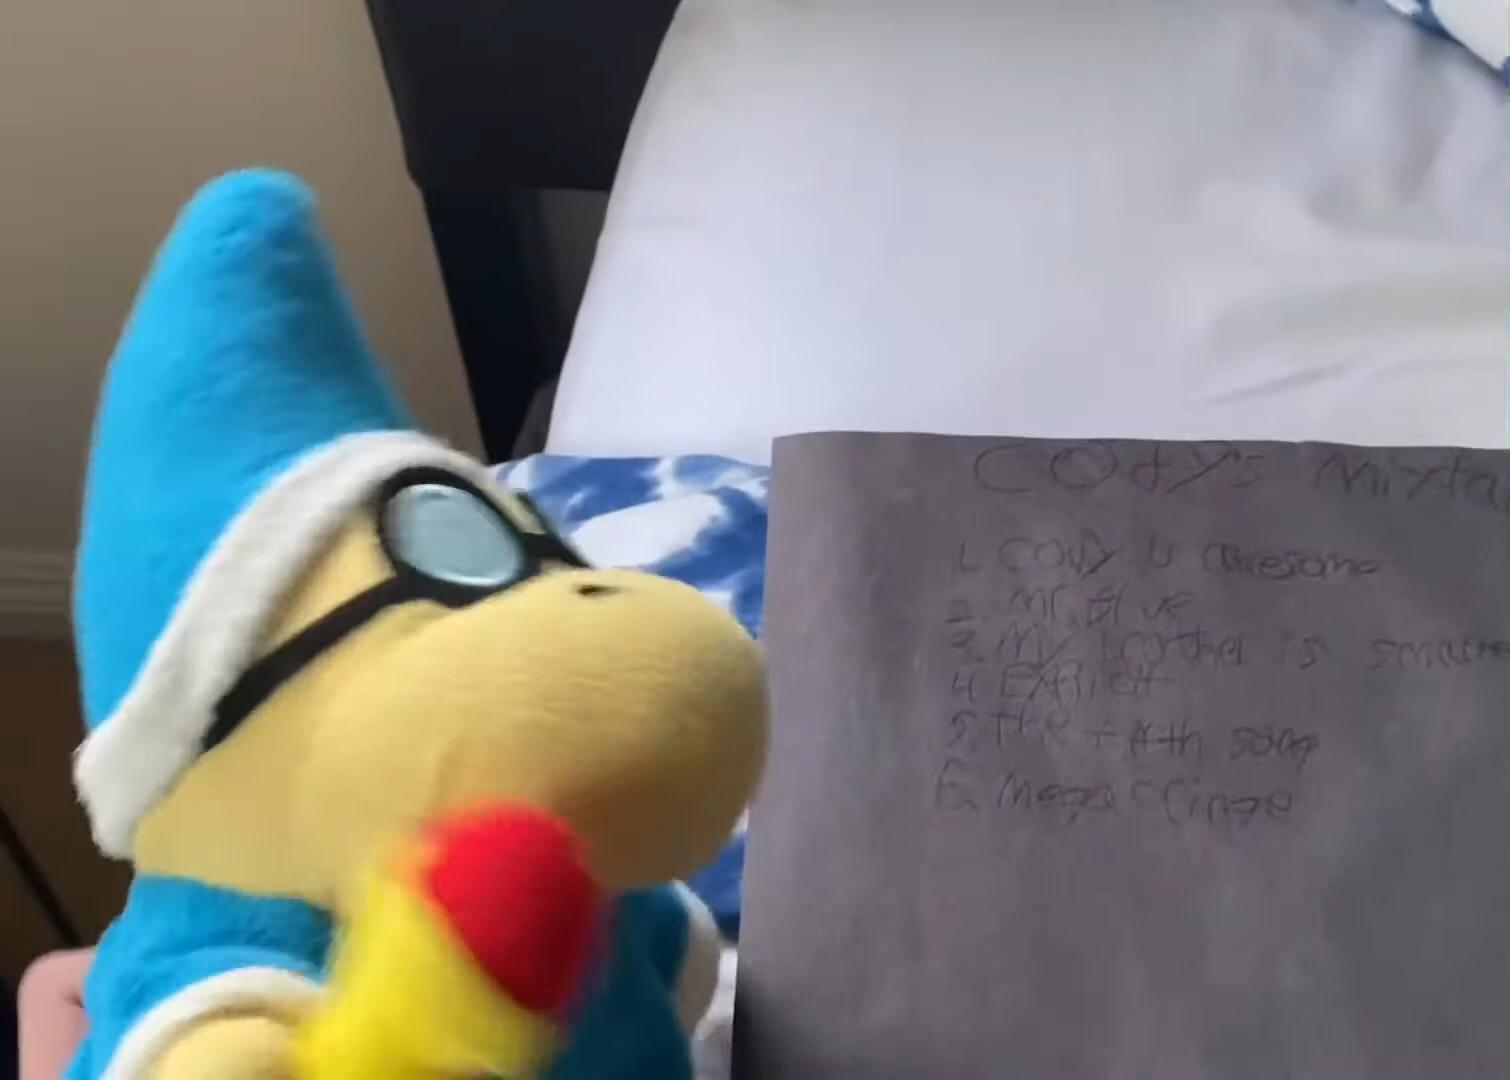 Cody's mixta
1. Cody is awesome
2. Mr. Blue
3. My brother is smarter
4. Explicit
5. The song
6. mega cringe